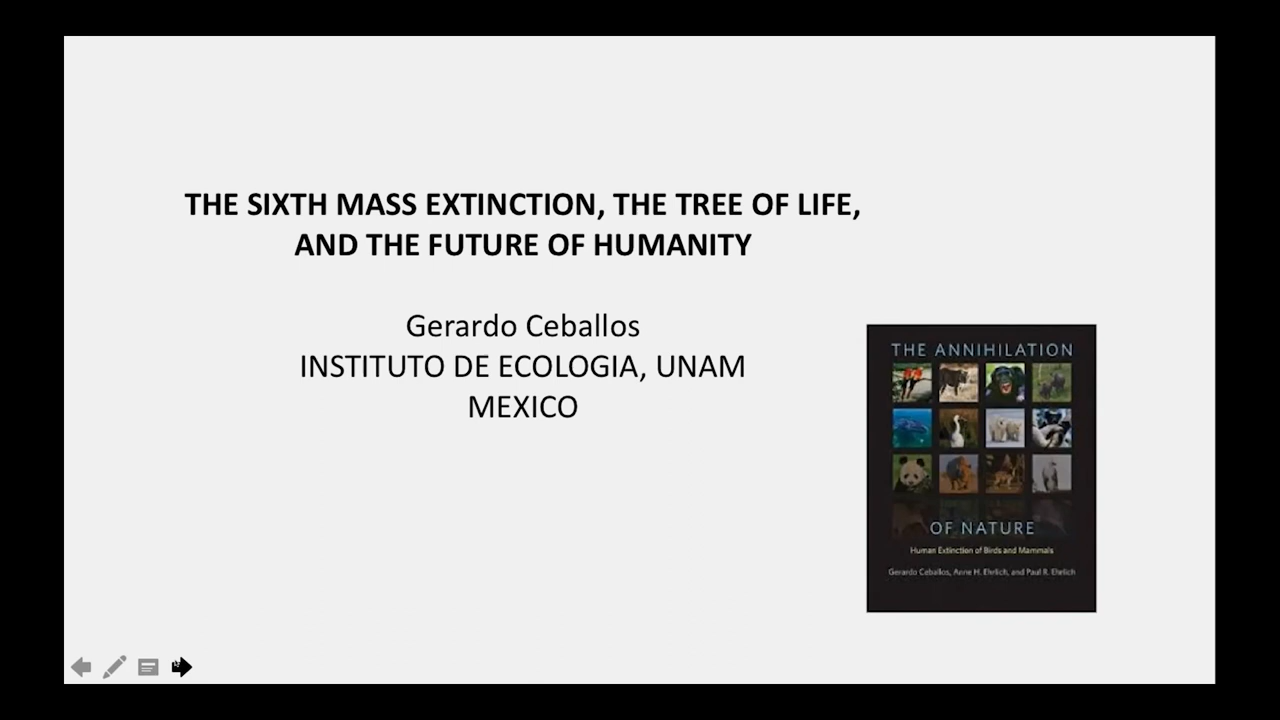 THE SIXTH MASS EXTINCTION, THE TREE OF LIFE,
AND THE FUTURE OF HUMANITY
Gerardo Ceballos
INSTITUTO DE ECOLOGIA, UNAM
MEXICO
THE ANNIHILATION
OF NATURE
Human Extinction of Birds and Mammals
Gerardo Ceballos, Anne H. Ehrlich, and Paul R. Ehrlich